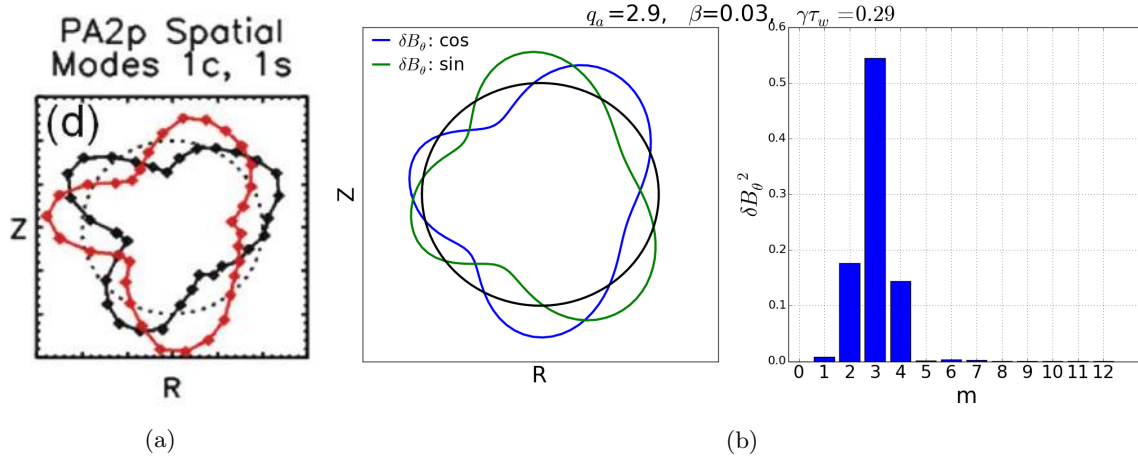 PA2p Spatial
Modes 1c, 1s
(d)
Z
R
(a)
q_a=2.9, β=0.03, γτ_w=0.29
δB_θ: cos
δB_θ: sin
Z
R
δB_θ²
0.6
0.5
0.4
0.3
0.2
0.1
0.0
0 1 2 3 4 5 6 7 8 9 10 11 12
m
(b)